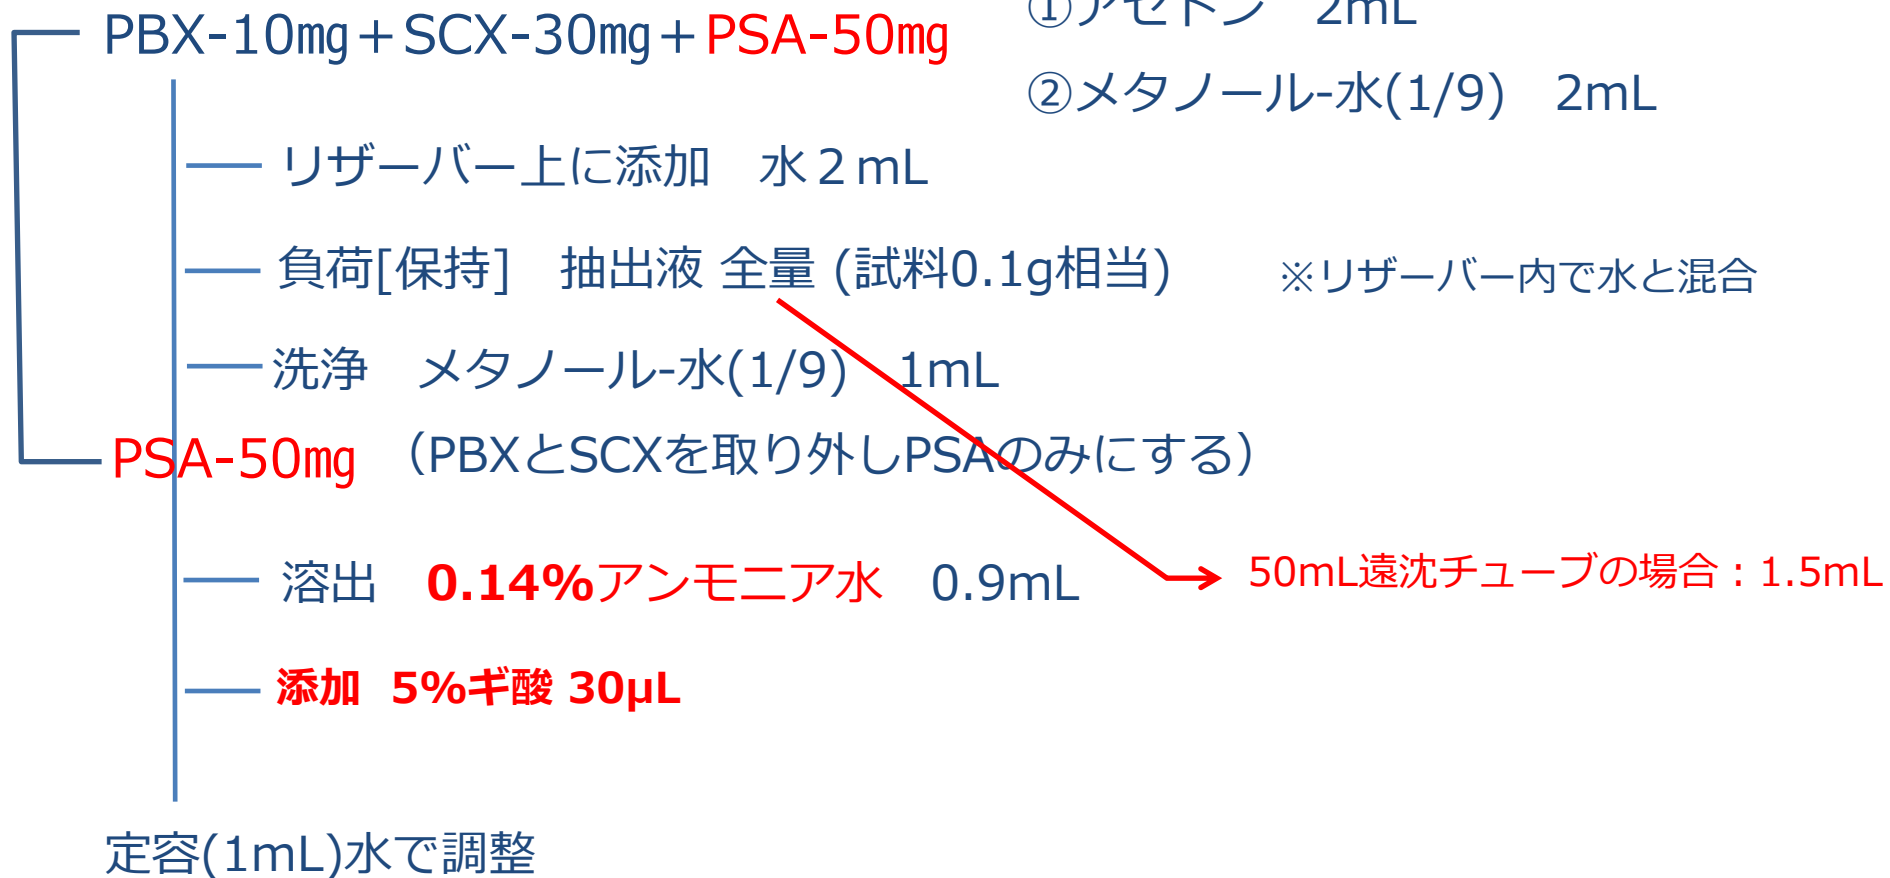 ①アセトン　2mL
PBX-10㎎＋SCX-30㎎＋PSA-50㎎
②メタノール-水(1/9)　2mL
リザーバー上に添加　水２mL
負荷[保持]　抽出液 全量 (試料0.1g相当)
※リザーバー内で水と混合
洗浄　メタノール-水(1/9)　1mL
PSA-50㎎ （PBXとSCXを取り外しPSAのみにする）
溶出　0.14%アンモニア水　0.9mL
50mL遠沈チューブの場合：1.5mL
添加 5%ギ酸 30μL
定容(1mL)水で調整